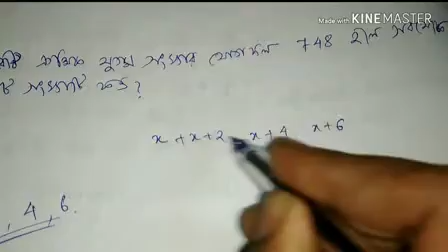 Made With KINEMASTER
ক্রমিক যুগ্ম সংখ্যার যোগফল 748 হলে
সংখ্যাটি কত?
x + x+2 x+4 x+6
, 4, 6.